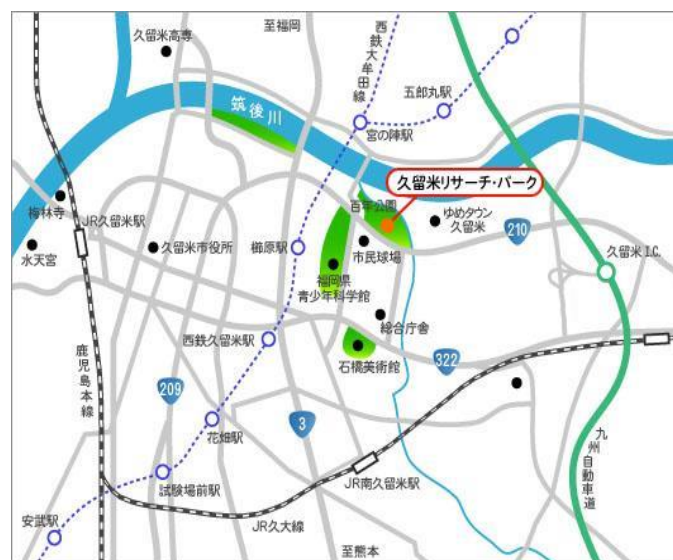 久留米高専
至福岡
西鉄大牟田線
五郎丸駅
筑後川
宮の陣駅
久留米リサーチ・パーク
百年公園
梅林寺
JR久留米駅
水天宮
久留米市役所
櫛原駅
市民球場
ゆめタウン
久留米
210
久留米I.C.
福岡県
青少年科学館
総合庁舎
西鉄久留米駅
石橋美術館
322
鹿児島本線
209
3
花畑駅
試験場前駅
JR南久留米駅
九州自動車道
安武駅
JR久大線
至熊本